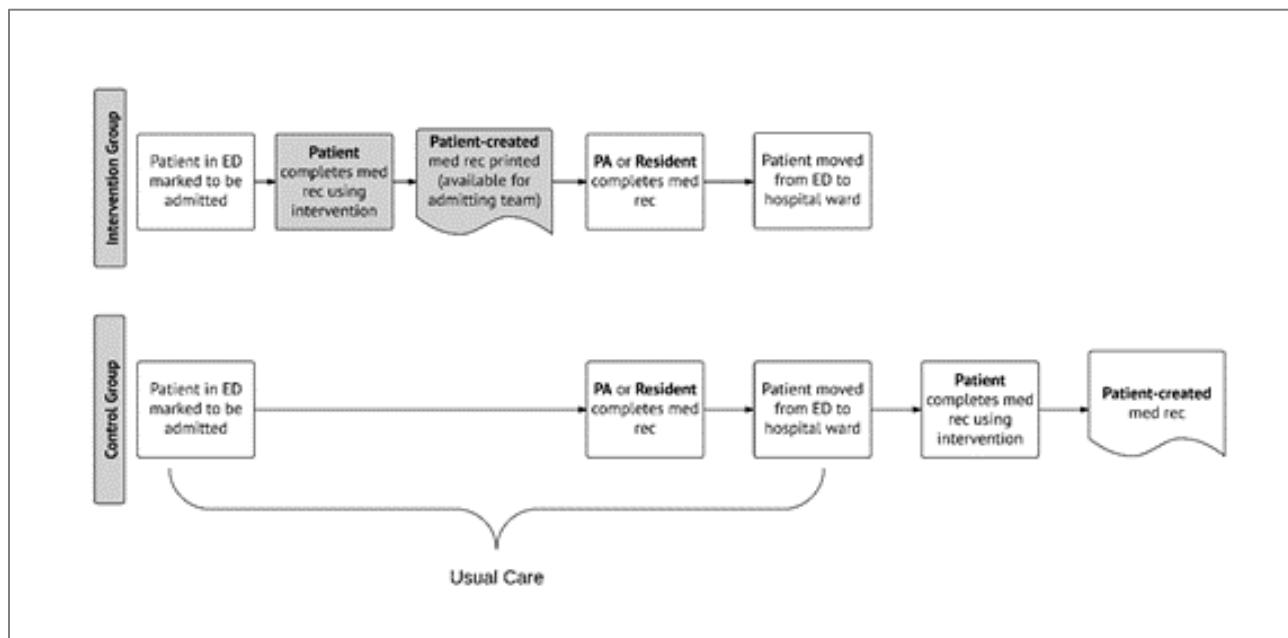 Intervention Group
Patient in ED
marked to be
admitted
Patient
completes med
rec using
intervention
Patient-created
med rec printed
(available for
admitting team)
PA or Resident
completes med
rec
Patient moved
from ED to
hospital ward
Control Group
Patient in ED
marked to be
admitted
PA or Resident
completes med
rec
Patient moved
from ED to
hospital ward
Patient
completes med
rec using
intervention
Patient-created
med rec
Usual Care